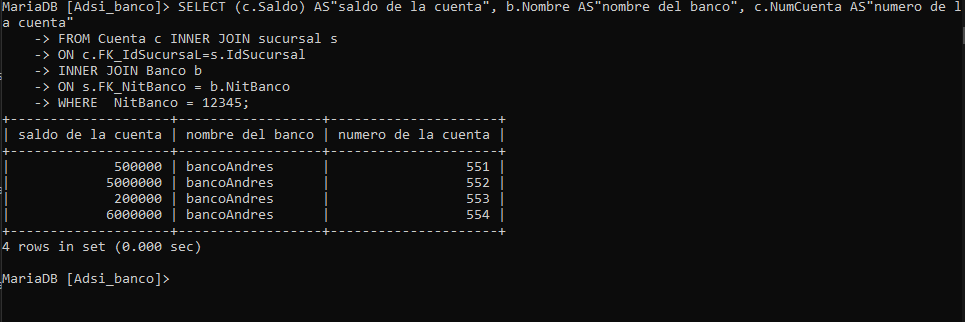 MariaDB [Adsi_banco]> SELECT (c.Saldo) AS"saldo de la cuenta", b.Nombre AS"nombre del banco", c.NumCuenta AS"numero de l
a cuenta"
    -> FROM Cuenta c INNER JOIN sucursal s
    -> ON c.FK_IdSucursaL=s.IdSucursal
    -> INNER JOIN Banco b
    -> ON s.FK_NitBanco = b.NitBanco
    -> WHERE  NitBanco = 12345;
+--------------------+------------------+---------------------+
| saldo de la cuenta | nombre del banco | numero de la cuenta |
+--------------------+------------------+---------------------+
|             500000 | bancoAndres      |                 551 |
|            5000000 | bancoAndres      |                 552 |
|             200000 | bancoAndres      |                 553 |
|            6000000 | bancoAndres      |                 554 |
+--------------------+------------------+---------------------+
4 rows in set (0.000 sec)

MariaDB [Adsi_banco]>